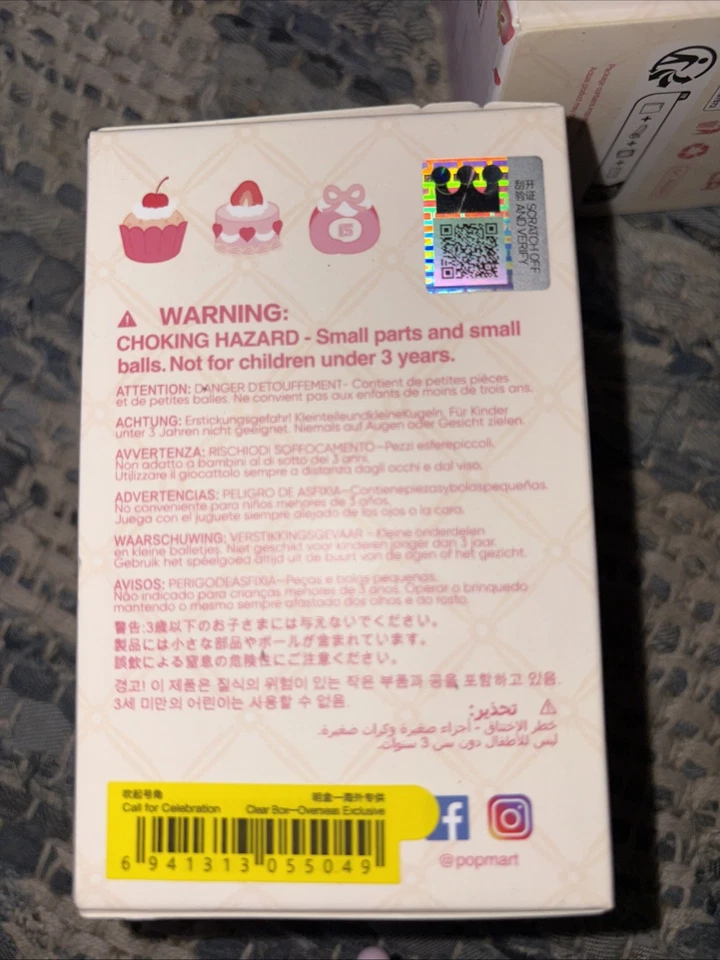 开 SCRATCH OFF
AND VERIFY
WARNING:
CHOKING HAZARD - Small parts and small
balls. Not for children under 3 years.
ATTENTION: DANGER D'ETOUFFEMENT- Contient de petites pièces
et de petites balles. Ne convient pas aux enfants de moins de trois ans.
ACHTUNG: Erstickungsgefahr! KleinteileundkleineKugeln. Für Kinder
unter 3 Jahren nicht geeignet. Niemals auf Augen oder Gesicht zielen.
AVVERTENZA: RISCHIODI SOFFOCAMENTO—Pezzi esferepiccoli.
Non adatto a bambini al di sotto dei 3 anni.
Utilizzare il giocattolo sempre a distanza dagli occhi e dal viso.
ADVERTENCIAS: PELIGRO DE ASFIXIA—Contienepiezasybolaspequeñas.
No conveniente para niños menores de 3 años.
Juega con el juguete siempre alejado de los ojos o la cara.
WAARSCHUWING: VERSTIKKINGSGEVAAR - Kleine onderdelen
en kleine balletjes. Niet geschikt voor kinderen jonger dan 3 jaar.
Gebruik het speelgoed altijd uit de buurt van de ogen of het gezicht.
AVISOS: PERIGODEASFIXIA—Peças e bolas pequenas.
Não indicado para crianças menores de 3 anos. Operar o brinquedo
mantendo o mesmo sempre afastado dos olhos e do rosto.
警告:3歳以下のお子さまには与えないでください。
製品には小さな部品やボールが含まれています。
誤飲による窒息の危険性にご注意ください。
경고! 이 제품은 질식의 위험이 있는 작은 부품과 공을 포함하고 있음.
3세 미만의 어린이는 사용할 수 없음.
تحذير:
خطر الاختناق - أجزاء صغيرة وكرات صغيرة.
ليس للأطفال دون سن 3 سنوات.
吹起号角 明盒—海外专供
Call for Celebration Clear Box—Overseas Exclusive
6 941313 055049
@popmart